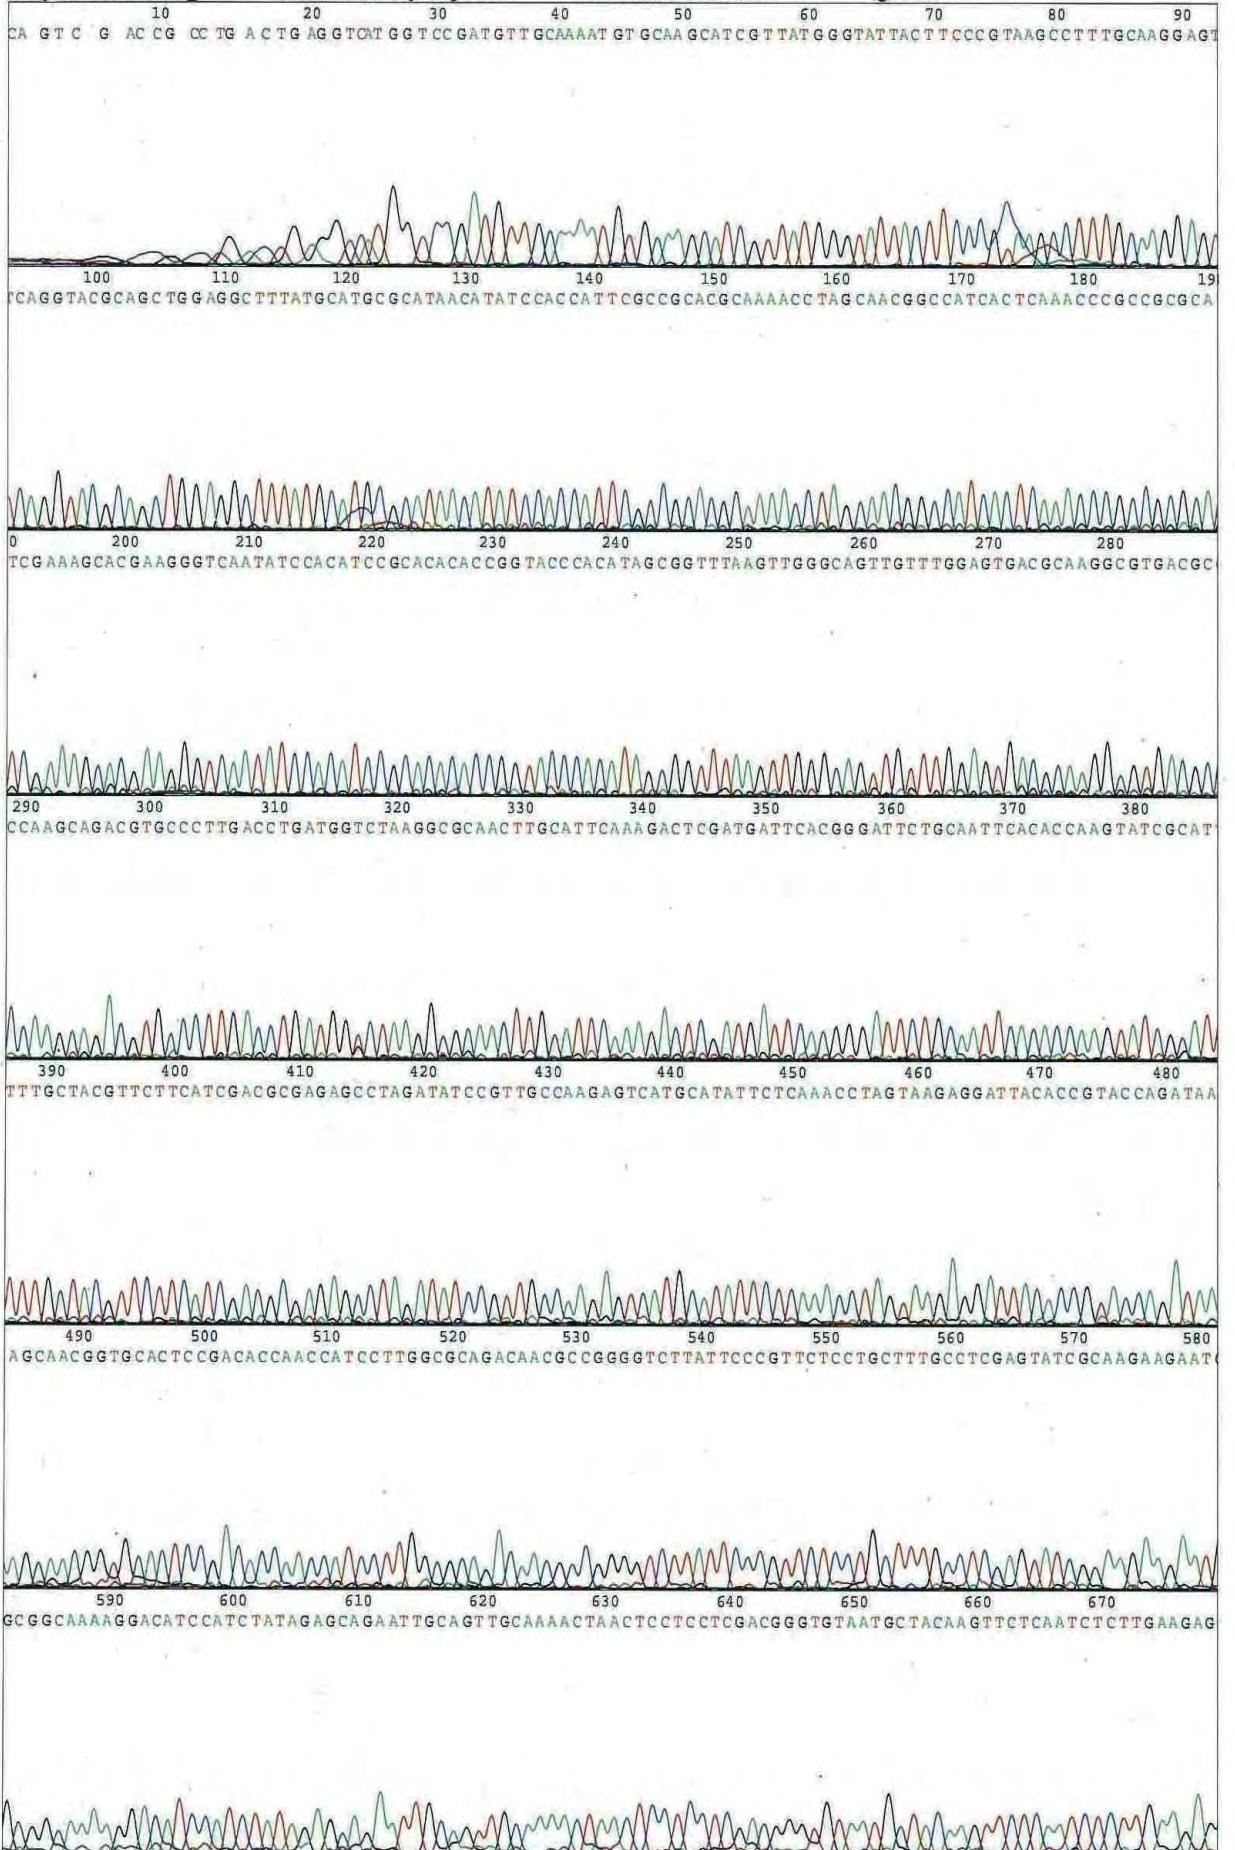 10 20 30 40 50 60 70 80 90
CA GTC G ACCG CCTG ACTGAGGTCATGGTCCGATGTTGCAAAATGTGCAAGCATCGTTATGGGTATTACTTCCCGTAAGCCTTTGCAAGGAGT
100 110 120 130 140 150 160 170 180 19
TCAGGTACGCAGCTGGAGGCTTTATGCATGCGCATAACATATCCACCATTCGCCGCACGCAAAACCTAGCAACGGCCATCACTCAAACCCGCCGCGCA
0 200 210 220 230 240 250 260 270 280
TCGAAAGCACGAAGGGTCAATATCCACATCCGCACACACCGGTACCCACATAGCGGTTTAAGTTGGGCAGTTGTTTGGAGTGACGCAAGGCGTGACGC
290 300 310 320 330 340 350 360 370 380
CCAAGCAGACGTGCCCTTGACCTGATGGTCTAAGGCGCAACTTGCATTCAAAGACTCGATGATTCACGGGATTCTGCAATTCACACCAAGTATCGCAT
390 400 410 420 430 440 450 460 470 480
TTTGCTACGTTCTTCATCGACGCGAGAGCCTAGATATCCGTTGCCAAGAGTCATGCATATTCTCAAACCTAGTAAGAGGATTACACCGTACCAGATAA
490 500 510 520 530 540 550 560 570 580
AGCAACGGTGCACTCCGACACCAACCATCCTTGGCGCAGACAACGCCGGGGTCTTATTCCCGTTCTCCTGCTTTGCCTCGAGTATCGCAAGAAGAAT
590 600 610 620 630 640 650 660 670
GCGGCAAAAGGACATCCATCTATAGAGCAGAATTGCAGTTGCAAAACTAACTCCTCCTCGACGGGTGTAATGCTACAAGTTCTCAATCTCTTGAAGAG